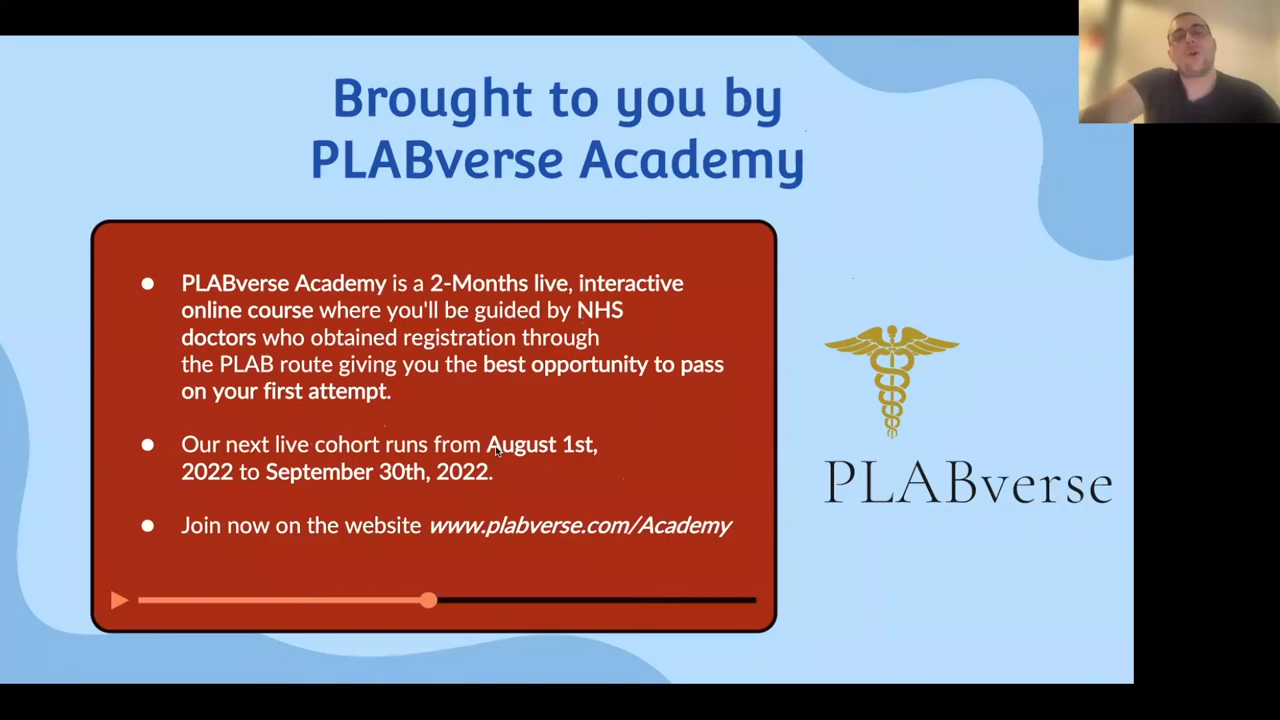 Brought to you by
PLABverse Academy
● PLABverse Academy is a 2-Months live, interactive
online course where you'll be guided by NHS
doctors who obtained registration through
the PLAB route giving you the best opportunity to pass
on your first attempt.
● Our next live cohort runs from August 1st,
2022 to September 30th, 2022.
● Join now on the website www.plabverse.com/Academy
PLABverse